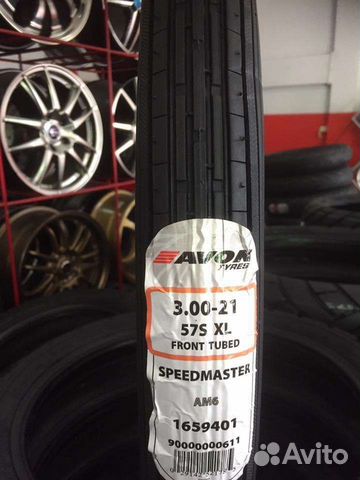 AVON
TYRES
3.00-21
57S XL
FRONT TUBED
SPEEDMASTER
AM6
1659401
90000000611
Avito